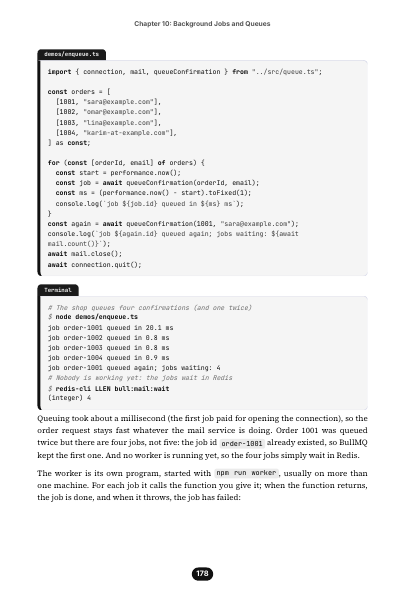 Chapter 10: Background Jobs and Queues
demos/enqueue.ts
import { connection, mail, queueConfirmation } from "../src/queue.ts";
const orders = [
[1001, "sara@example.com"],
[1002, "omar@example.com"],
[1003, "lina@example.com"],
[1004, "karim-at-example.com"],
] as const;
for (const [orderId, email] of orders) {
const start = performance.now();
const job = await queueConfirmation(orderId, email);
const ms = (performance.now() - start).toFixed(1);
console.log(`job ${job.id} queued in ${ms} ms`);
}
const again = await queueConfirmation(1001, "sara@example.com");
console.log(`job ${again.id} queued again; jobs waiting: ${await
mail.count()}`);
await mail.close();
await connection.quit();
Terminal
# The shop queues four confirmations (and one twice)
$ node demos/enqueue.ts
job order-1001 queued in 20.1 ms
job order-1002 queued in 0.8 ms
job order-1003 queued in 0.8 ms
job order-1004 queued in 0.9 ms
job order-1001 queued again; jobs waiting: 4
# Nobody is working yet: the jobs wait in Redis
$ redis-cli LLEN bull:mail:wait
(integer) 4
Queuing took about a millisecond (the first job paid for opening the connection), so the
order request stays fast whatever the mail service is doing. Order 1001 was queued
twice but there are four jobs, not five: the job id order-1001 already existed, so BullMQ
kept the first one. And no worker is running yet, so the four jobs simply wait in Redis.
The worker is its own program, started with npm run worker, usually on more than
one machine. For each job it calls the function you give it; when the function returns,
the job is done, and when it throws, the job has failed:
178